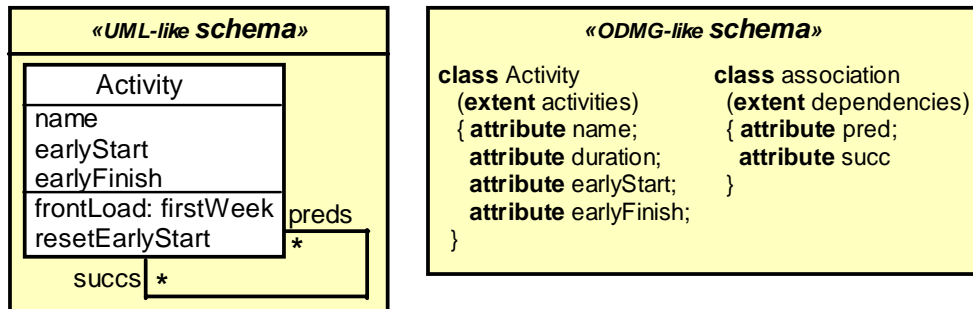 «UML-like schema»
Activity
name
earlyStart
earlyFinish
frontLoad: firstWeek
resetEarlyStart
preds
*
succs *
«ODMG-like schema»
class Activity
(extent activities)
{ attribute name;
attribute duration;
attribute earlyStart;
attribute earlyFinish;
}
class association
(extent dependencies)
{ attribute pred;
attribute succ
}